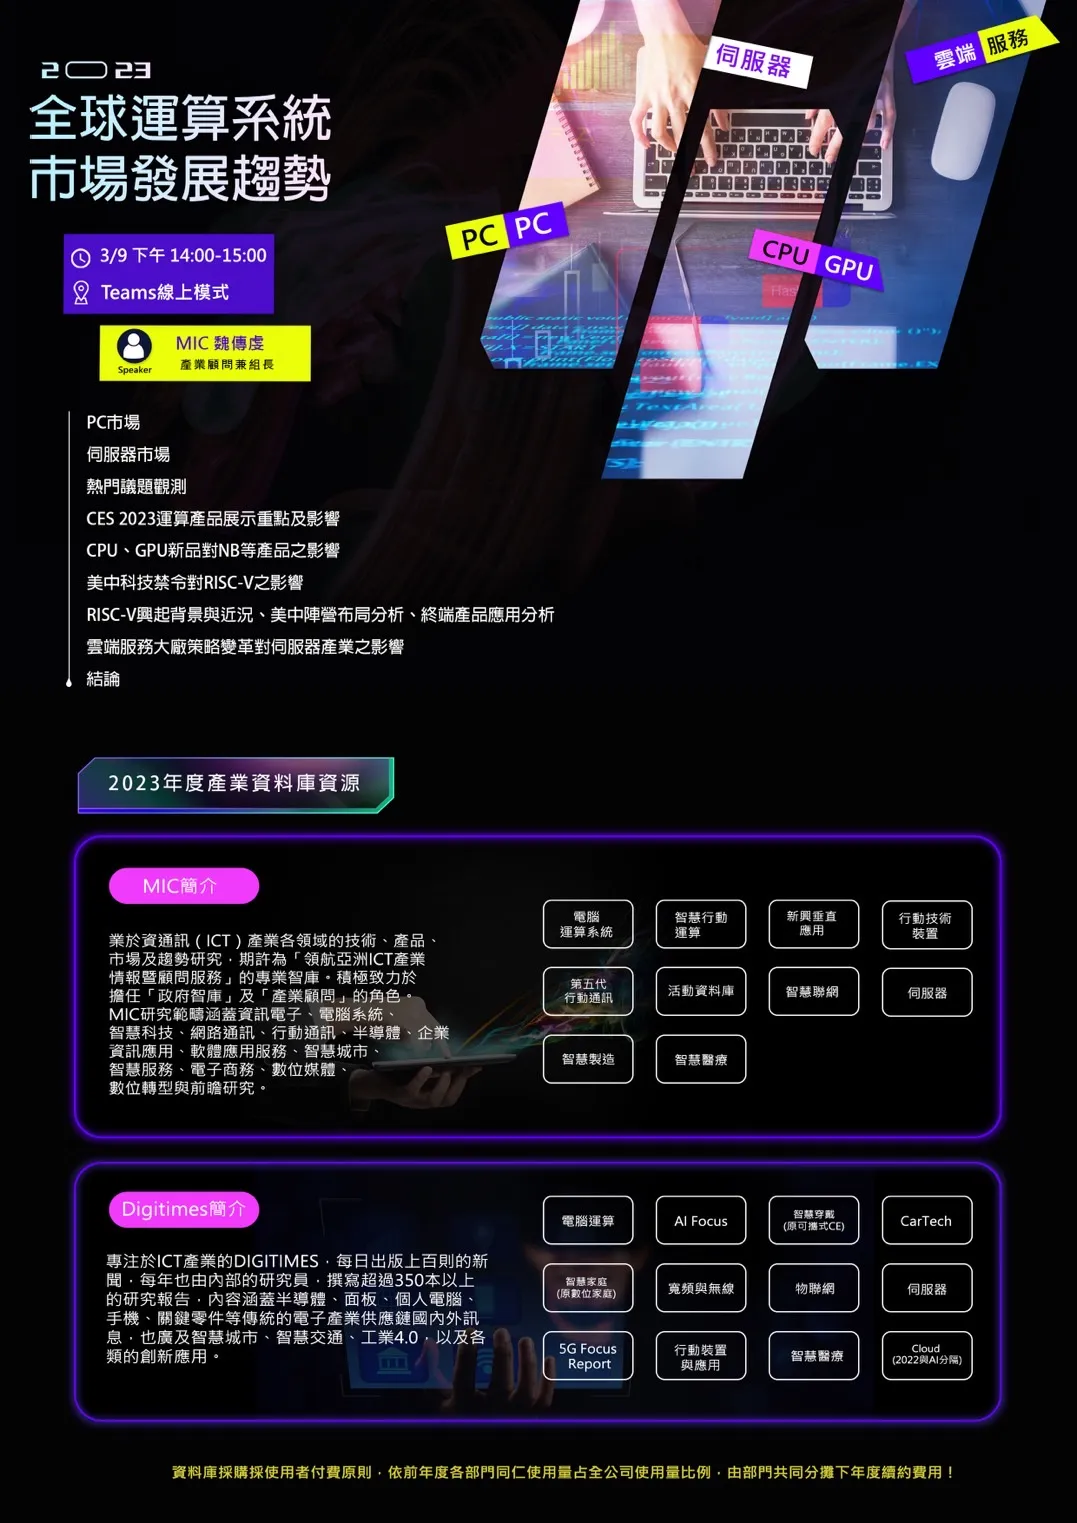 2023
全球運算系統
市場發展趨勢
伺服器
雲端 服務
PC PC
CPU GPU
3/9 下午 14:00-15:00
Teams線上模式
Speaker
MIC 魏傳虔
產業顧問兼組長
PC市場
伺服器市場
熱門議題觀測
CES 2023運算產品展示重點及影響
CPU、GPU新品對NB等產品之影響
美中科技禁令對RISC-V之影響
RISC-V興起背景與近況、美中陣營布局分析、終端產品應用分析
雲端服務大廠策略變革對伺服器產業之影響
結論
2023年度產業資料庫資源
MIC簡介
業於資通訊（ICT）產業各領域的技術、產品、
市場及趨勢研究，期許為「領航亞洲ICT產業
情報暨顧問服務」的專業智庫。積極致力於
擔任「政府智庫」及「產業顧問」的角色。
MIC研究範疇涵蓋資訊電子、電腦系統、
智慧科技、網路通訊、行動通訊、半導體、企業
資訊應用、軟體應用服務、智慧城市、
智慧服務、電子商務、數位媒體、
數位轉型與前瞻研究。
電腦
運算系統
智慧行動
運算
新興垂直
應用
行動技術
裝置
第五代
行動通訊
活動資料庫
智慧聯網
伺服器
智慧製造
智慧醫療
Digitimes簡介
專注於ICT產業的DIGITIMES，每日出版上百則的新
聞，每年也由內部的研究員，撰寫超過350本以上
的研究報告，內容涵蓋半導體、面板、個人電腦、
手機、關鍵零件等傳統的電子產業供應鏈國內外訊
息，也廣及智慧城市、智慧交通、工業4.0，以及各
類的創新應用。
電腦運算
AI Focus
智慧穿戴
(原可攜式CE)
CarTech
智慧家庭
(原數位家庭)
寬頻與無線
物聯網
伺服器
5G Focus
Report
行動裝置
與應用
智慧醫療
Cloud
(2022與AI分隔)
資料庫採購採使用者付費原則，依前年度各部門同仁使用量占全公司使用量比例，由部門共同分攤下年度續約費用！